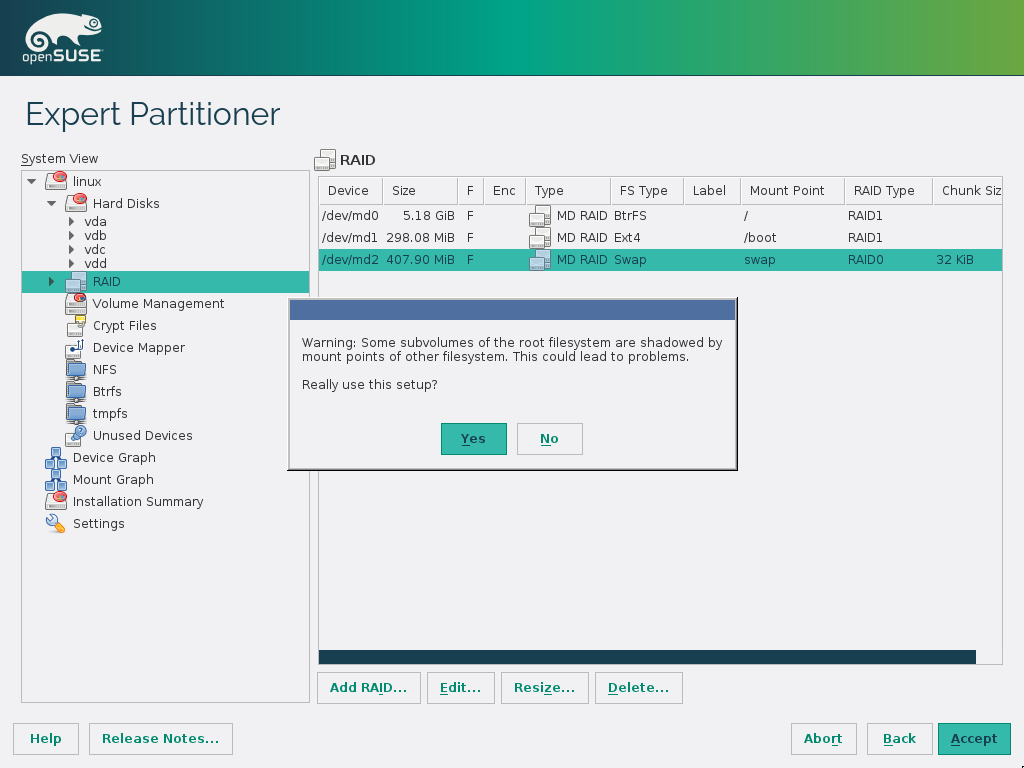 openSUSE
Expert Partitioner
System View
linux
Hard Disks
vda
vdb
vdc
vdd
RAID
Volume Management
Crypt Files
Device Mapper
NFS
Btrfs
tmpfs
Unused Devices
Device Graph
Mount Graph
Installation Summary
Settings
RAID
Device Size F Enc Type FS Type Label Mount Point RAID Type Chunk Siz
/dev/md0 5.18 GiB F MD RAID BtrFS / RAID1
/dev/md1 298.08 MiB F MD RAID Ext4 /boot RAID1
/dev/md2 407.90 MiB F MD RAID Swap swap RAID0 32 KiB
Warning: Some subvolumes of the root filesystem are shadowed by
mount points of other filesystem. This could lead to problems.
Really use this setup?
Yes No
Add RAID... Edit... Resize... Delete...
Help Release Notes... Abort Back Accept